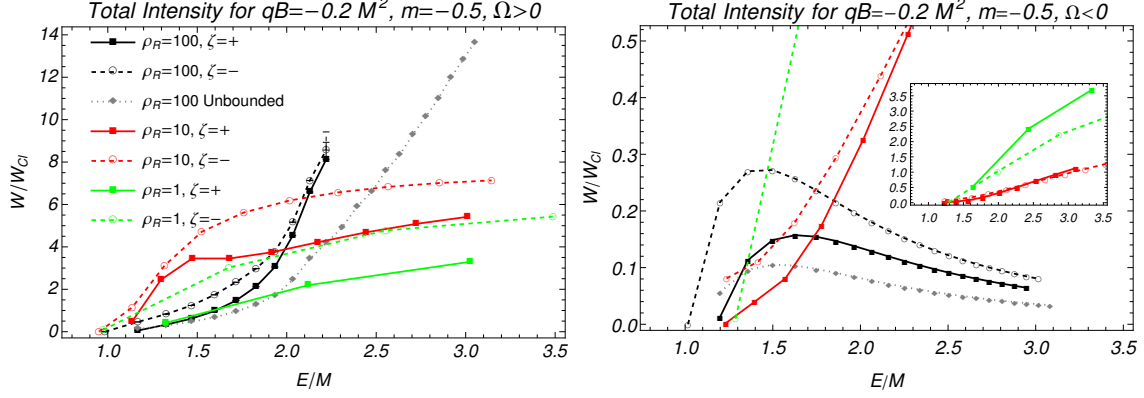 Total Intensity for qB=−0.2 M², m=−0.5, Ω>0
W/W_Cl
14
12
10
8
6
4
2
0
ρ_R=100, ζ=+
ρ_R=100, ζ=−
ρ_R=100 Unbounded
ρ_R=10, ζ=+
ρ_R=10, ζ=−
ρ_R=1, ζ=+
ρ_R=1, ζ=−
1.0 1.5 2.0 2.5 3.0 3.5
E/M
Total Intensity for qB=−0.2 M², m=−0.5, Ω<0
W/W_Cl
0.5
0.4
0.3
0.2
0.1
0.0
3.5
3.0
2.5
2.0
1.5
1.0
0.5
0.0
1.0 1.5 2.0 2.5 3.0 3.5
1.0 1.5 2.0 2.5 3.0 3.5
E/M